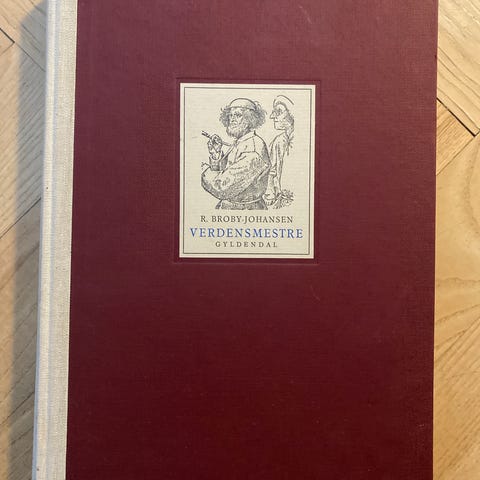 R. BROBY-JOHANSEN
VERDENSMESTRE
GYLDENDAL